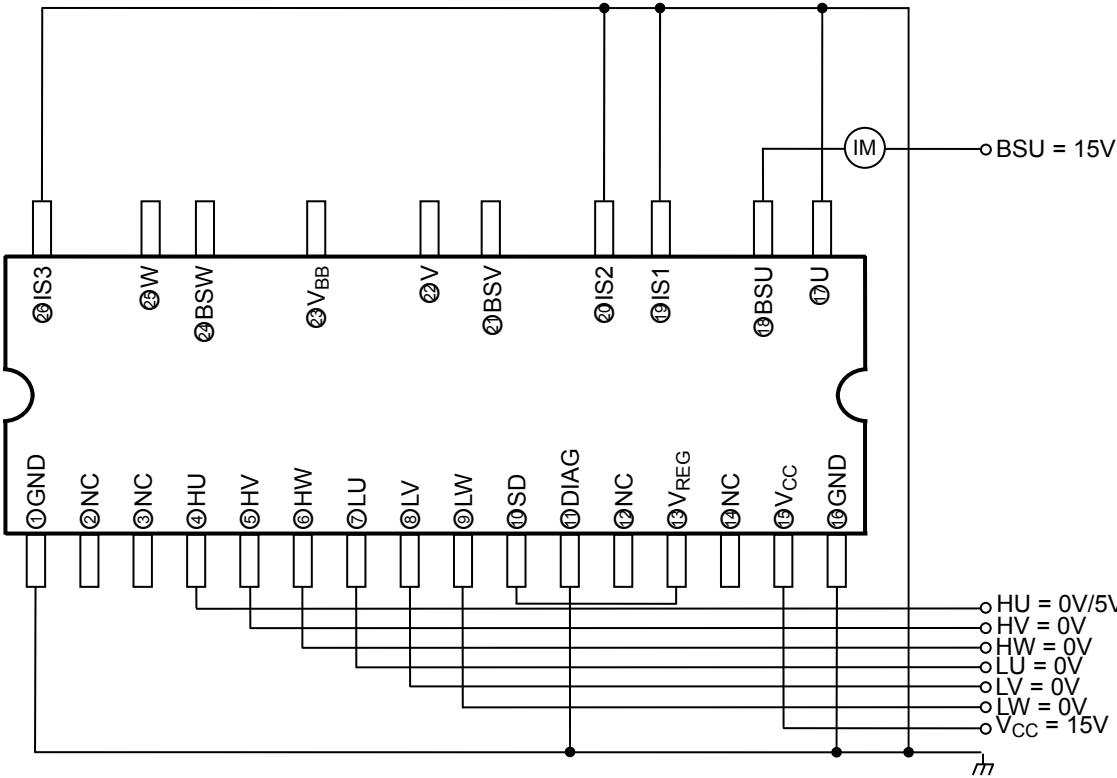 IM
BSU = 15V
㉖IS3
㉕W
㉔BSW
㉓VBB
㉒V
㉑BSV
⑳IS2
⑲IS1
⑱BSU
⑰U
①GND
②NC
③NC
④HU
⑤HV
⑥HW
⑦LU
⑧LV
⑨LW
⑩SD
⑪DIAG
⑫NC
⑬VREG
⑭NC
⑮VCC
⑯GND
HU = 0V/5V
HV = 0V
HW = 0V
LU = 0V
LV = 0V
LW = 0V
VCC = 15V